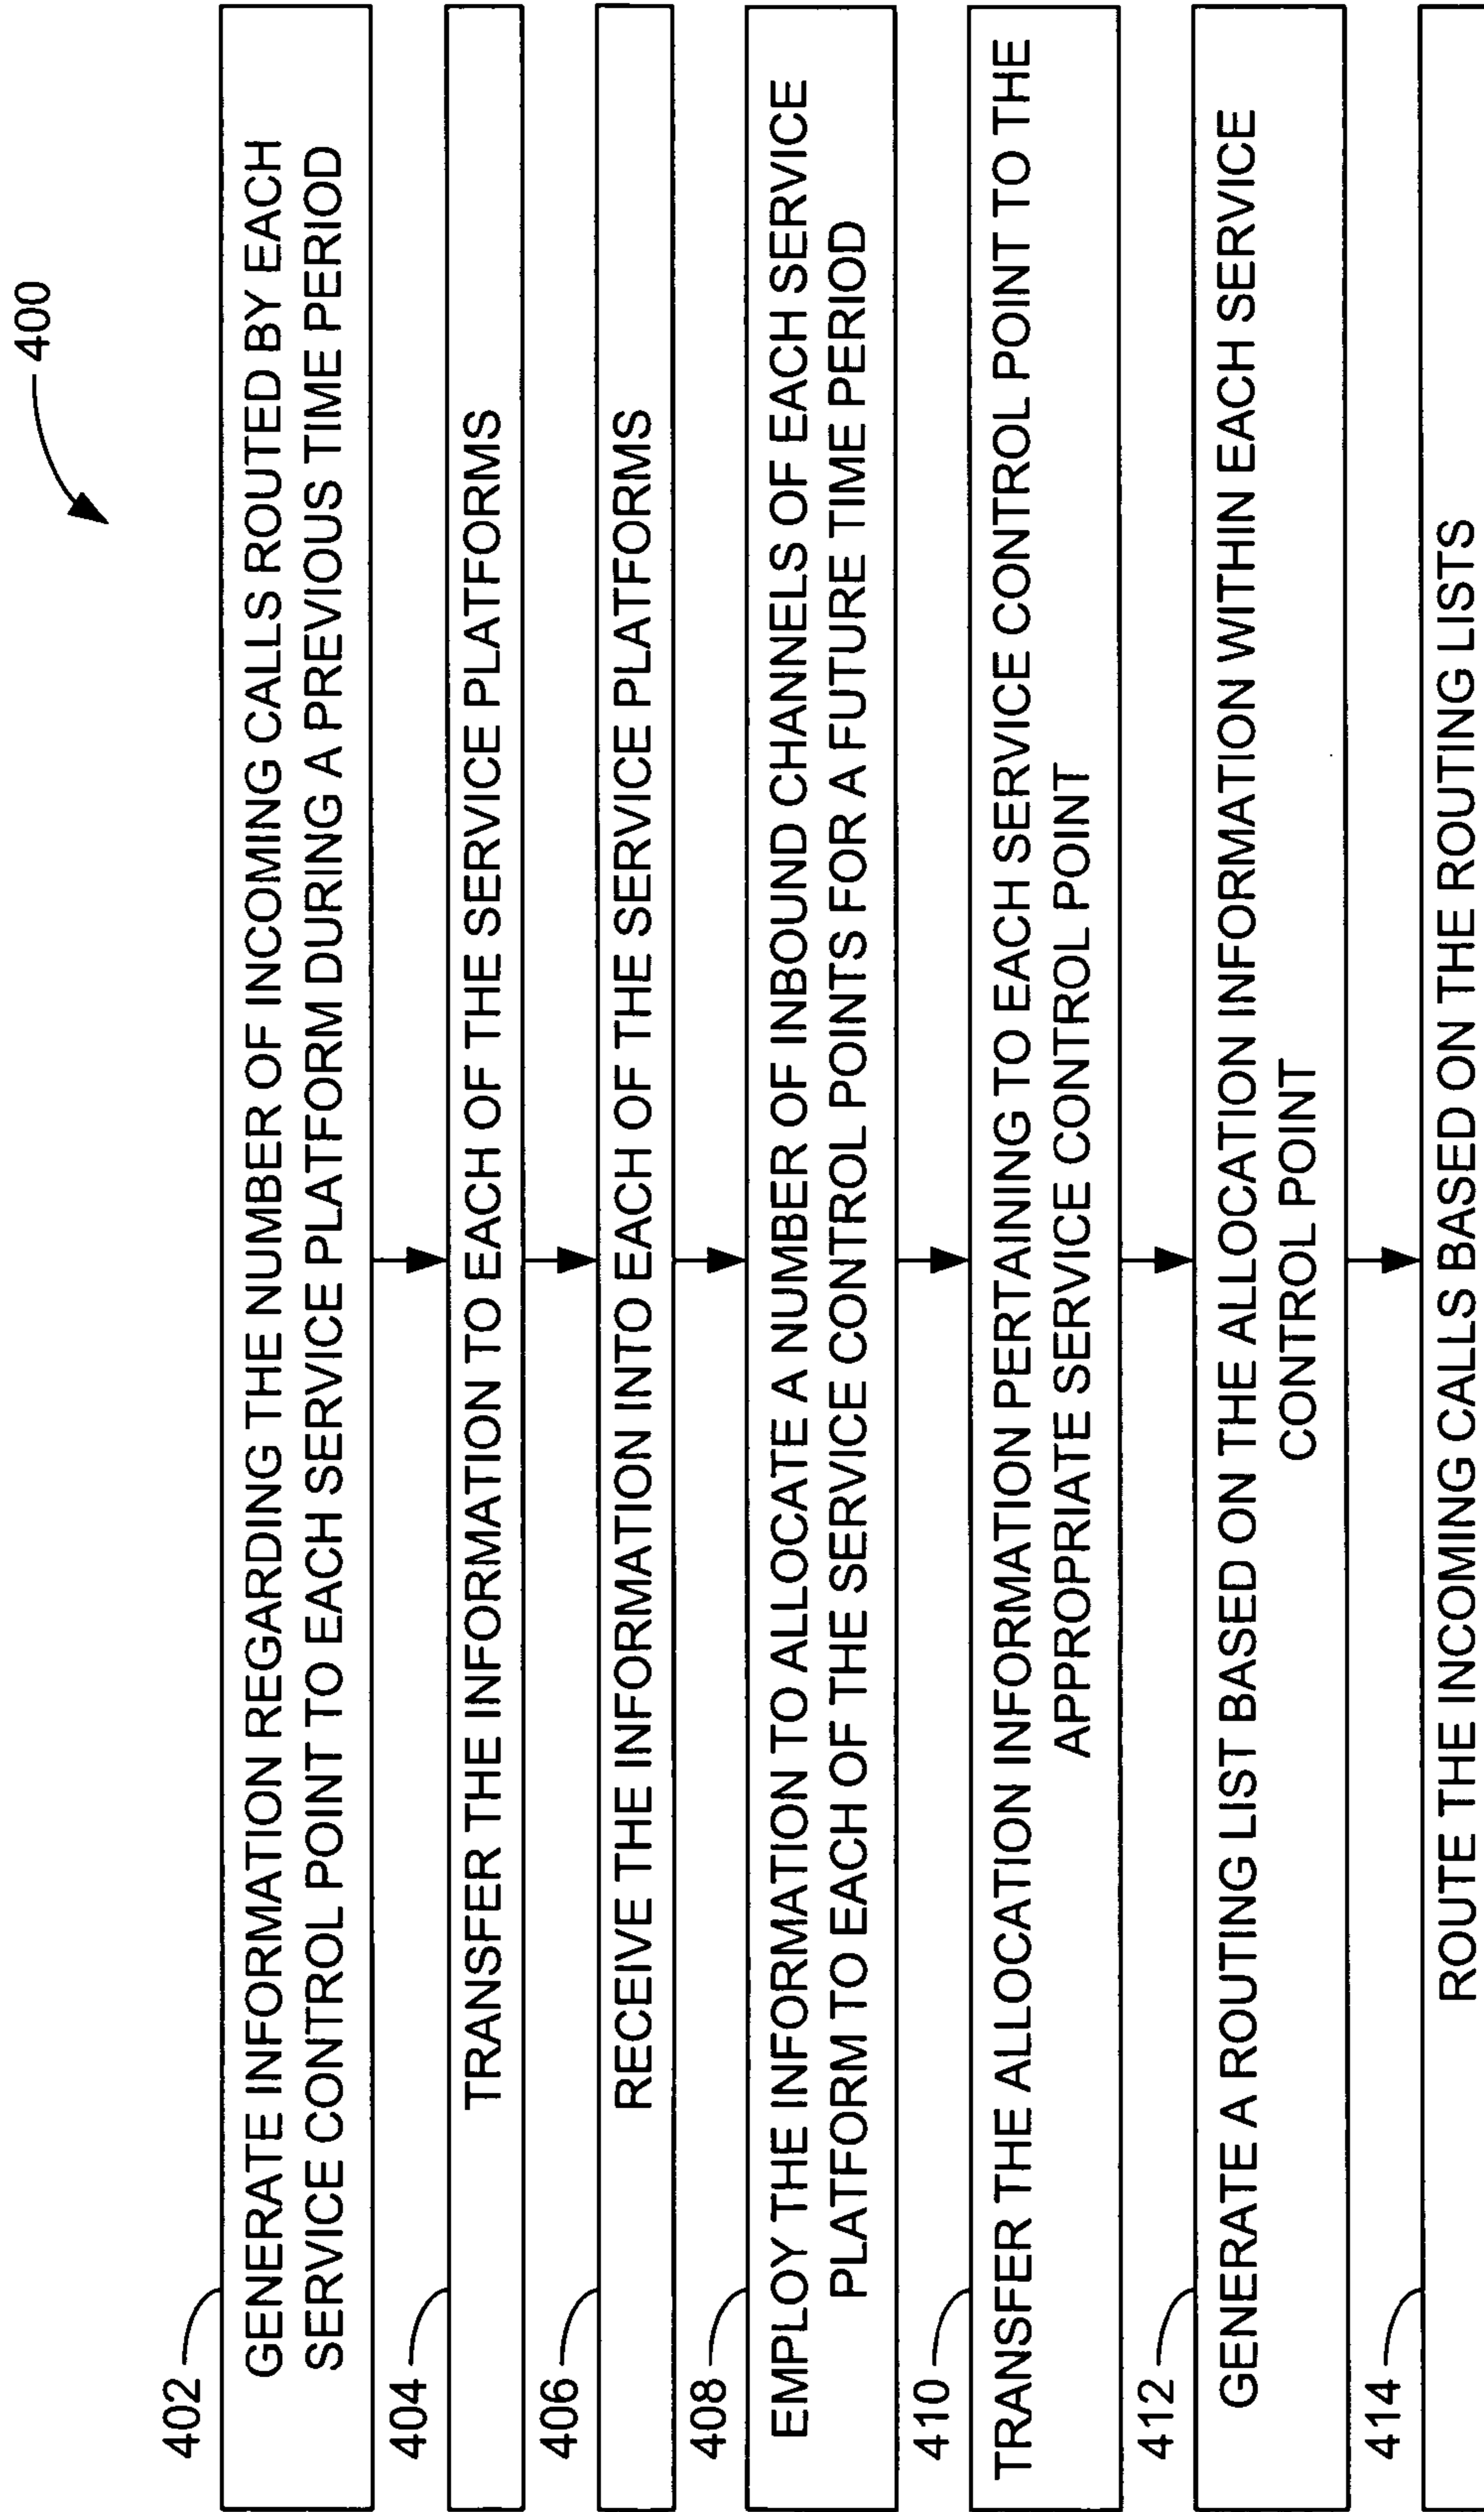 400
402
GENERATE INFORMATION REGARDING THE NUMBER OF INCOMING CALLS ROUTED BY EACH
SERVICE CONTROL POINT TO EACH SERVICE PLATFORM DURING A PREVIOUS TIME PERIOD
404
TRANSFER THE INFORMATION TO EACH OF THE SERVICE PLATFORMS
406
RECEIVE THE INFORMATION INTO EACH OF THE SERVICE PLATFORMS
408
EMPLOY THE INFORMATION TO ALLOCATE A NUMBER OF INBOUND CHANNELS OF EACH SERVICE
PLATFORM TO EACH OF THE SERVICE CONTROL POINTS FOR A FUTURE TIME PERIOD
410
TRANSFER THE ALLOCATION INFORMATION PERTAINING TO EACH SERVICE CONTROL POINT TO THE
APPROPRIATE SERVICE CONTROL POINT
412
GENERATE A ROUTING LIST BASED ON THE ALLOCATION INFORMATION WITHIN EACH SERVICE
CONTROL POINT
414
ROUTE THE INCOMING CALLS BASED ON THE ROUTING LISTS